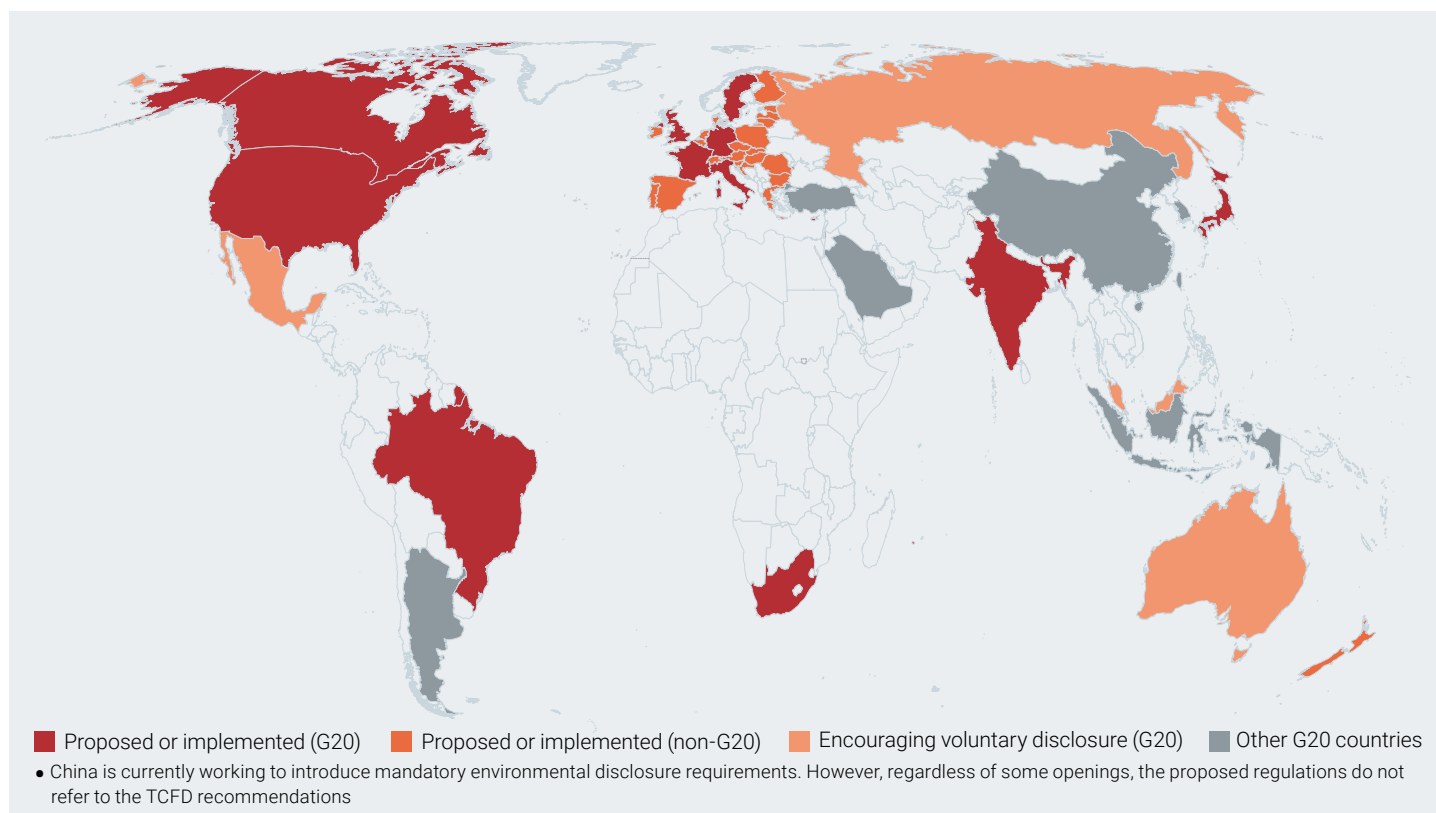 Proposed or implemented (G20) Proposed or implemented (non-G20) Encouraging voluntary disclosure (G20) Other G20 countries
• China is currently working to introduce mandatory environmental disclosure requirements. However, regardless of some openings, the proposed regulations do not
refer to the TCFD recommendations